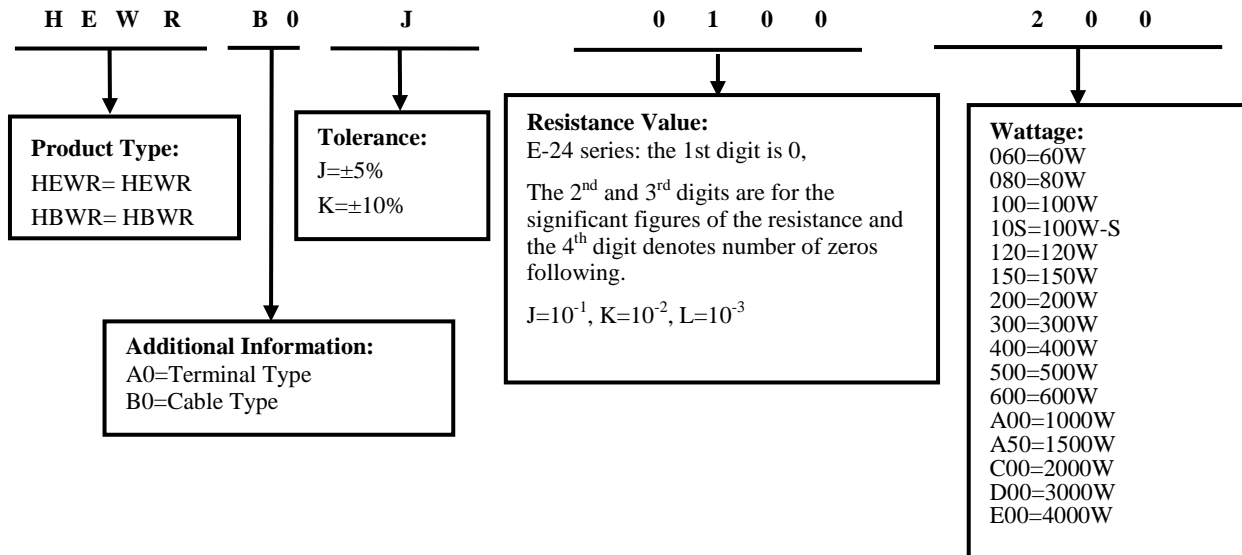 H E W R B 0 J 0 1 0 0 2 0 0
Product Type:
HEWR= HEWR
HBWR= HBWR
Tolerance:
J=±5%
K=±10%
Resistance Value:
E-24 series: the 1st digit is 0,
The 2nd and 3rd digits are for the
significant figures of the resistance and
the 4th digit denotes number of zeros
following.
J=10-1, K=10-2, L=10-3
Wattage:
060=60W
080=80W
100=100W
10S=100W-S
120=120W
150=150W
200=200W
300=300W
400=400W
500=500W
600=600W
A00=1000W
A50=1500W
C00=2000W
D00=3000W
E00=4000W
Additional Information:
A0=Terminal Type
B0=Cable Type